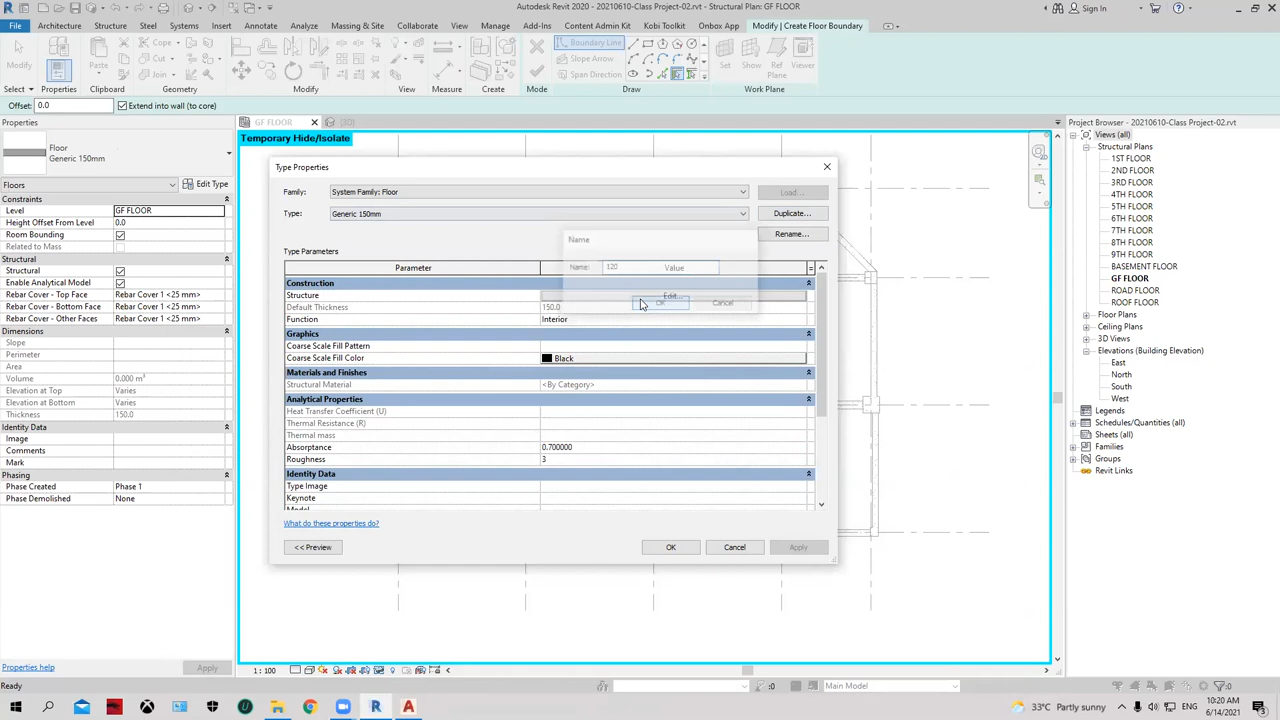 Autodesk Revit 2020 - 20210610-Class Project-02.rvt - Structural Plan: GF FLOOR
Sign In
File Architecture Structure Steel Systems Insert Annotate Analyze Massing & Site Collaborate View Manage Add-Ins Content Admin Kit Kobi Toolkit Onbox App Modify | Create Floor Boundary
Modify Paste Cope Cut Join Boundary Line Slope Arrow Span Direction Set Show Ref Plane Viewer
Select Properties Clipboard Geometry Modify View Measure Create Mode Draw Work Plane
Offset: 0.0 Extend into wall (to core)
Properties
GF FLOOR
{3D}
Project Browser - 20210610-Class Project-02.rvt
Temporary Hide/Isolate
Floor
Generic 150mm
Floors Edit Type
Constraints
Level GF FLOOR
Height Offset From Level 0.0
Room Bounding
Related to Mass
Structural
Structural
Enable Analytical Model
Rebar Cover - Top Face Rebar Cover 1 <25 mm>
Rebar Cover - Bottom Face Rebar Cover 1 <25 mm>
Rebar Cover - Other Faces Rebar Cover 1 <25 mm>
Dimensions
Slope
Perimeter
Area
Volume 0.000 m³
Elevation at Top Varies
Elevation at Bottom Varies
Thickness 150.0
Identity Data
Image
Comments
Mark
Phasing
Phase Created Phase 1
Phase Demolished None
Properties help Apply
Type Properties
Family: System Family: Floor Load...
Type: Generic 150mm Duplicate...
Rename...
Name
Name: 120
OK Cancel
Type Parameters
Parameter Value =
Construction
Structure Edit...
Default Thickness 150.0
Function Interior
Graphics
Coarse Scale Fill Pattern
Coarse Scale Fill Color Black
Materials and Finishes
Structural Material <By Category>
Analytical Properties
Heat Transfer Coefficient (U)
Thermal Resistance (R)
Thermal mass
Absorptance 0.700000
Roughness 3
Identity Data
Type Image
Keynote
Model
What do these properties do?
<< Preview OK Cancel Apply
Views (all)
Structural Plans
1ST FLOOR
2ND FLOOR
3RD FLOOR
4TH FLOOR
5TH FLOOR
6TH FLOOR
7TH FLOOR
8TH FLOOR
9TH FLOOR
BASEMENT FLOOR
GF FLOOR
ROAD FLOOR
ROOF FLOOR
Floor Plans
Ceiling Plans
3D Views
Elevations (Building Elevation)
East
North
South
West
Legends
Schedules/Quantities (all)
Sheets (all)
Families
Groups
Revit Links
1 : 100
Ready
:0
Main Model
:0
33°C Partly sunny
ENG
10:20 AM
6/14/2021